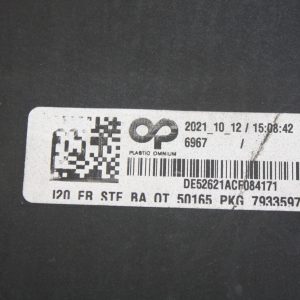 2021_10_12 / 15:08:42
6967 /
PLASTIC OMNIUM
DE52621ACF084171
I20 FR STF BA OT 50165 PKG 7933597